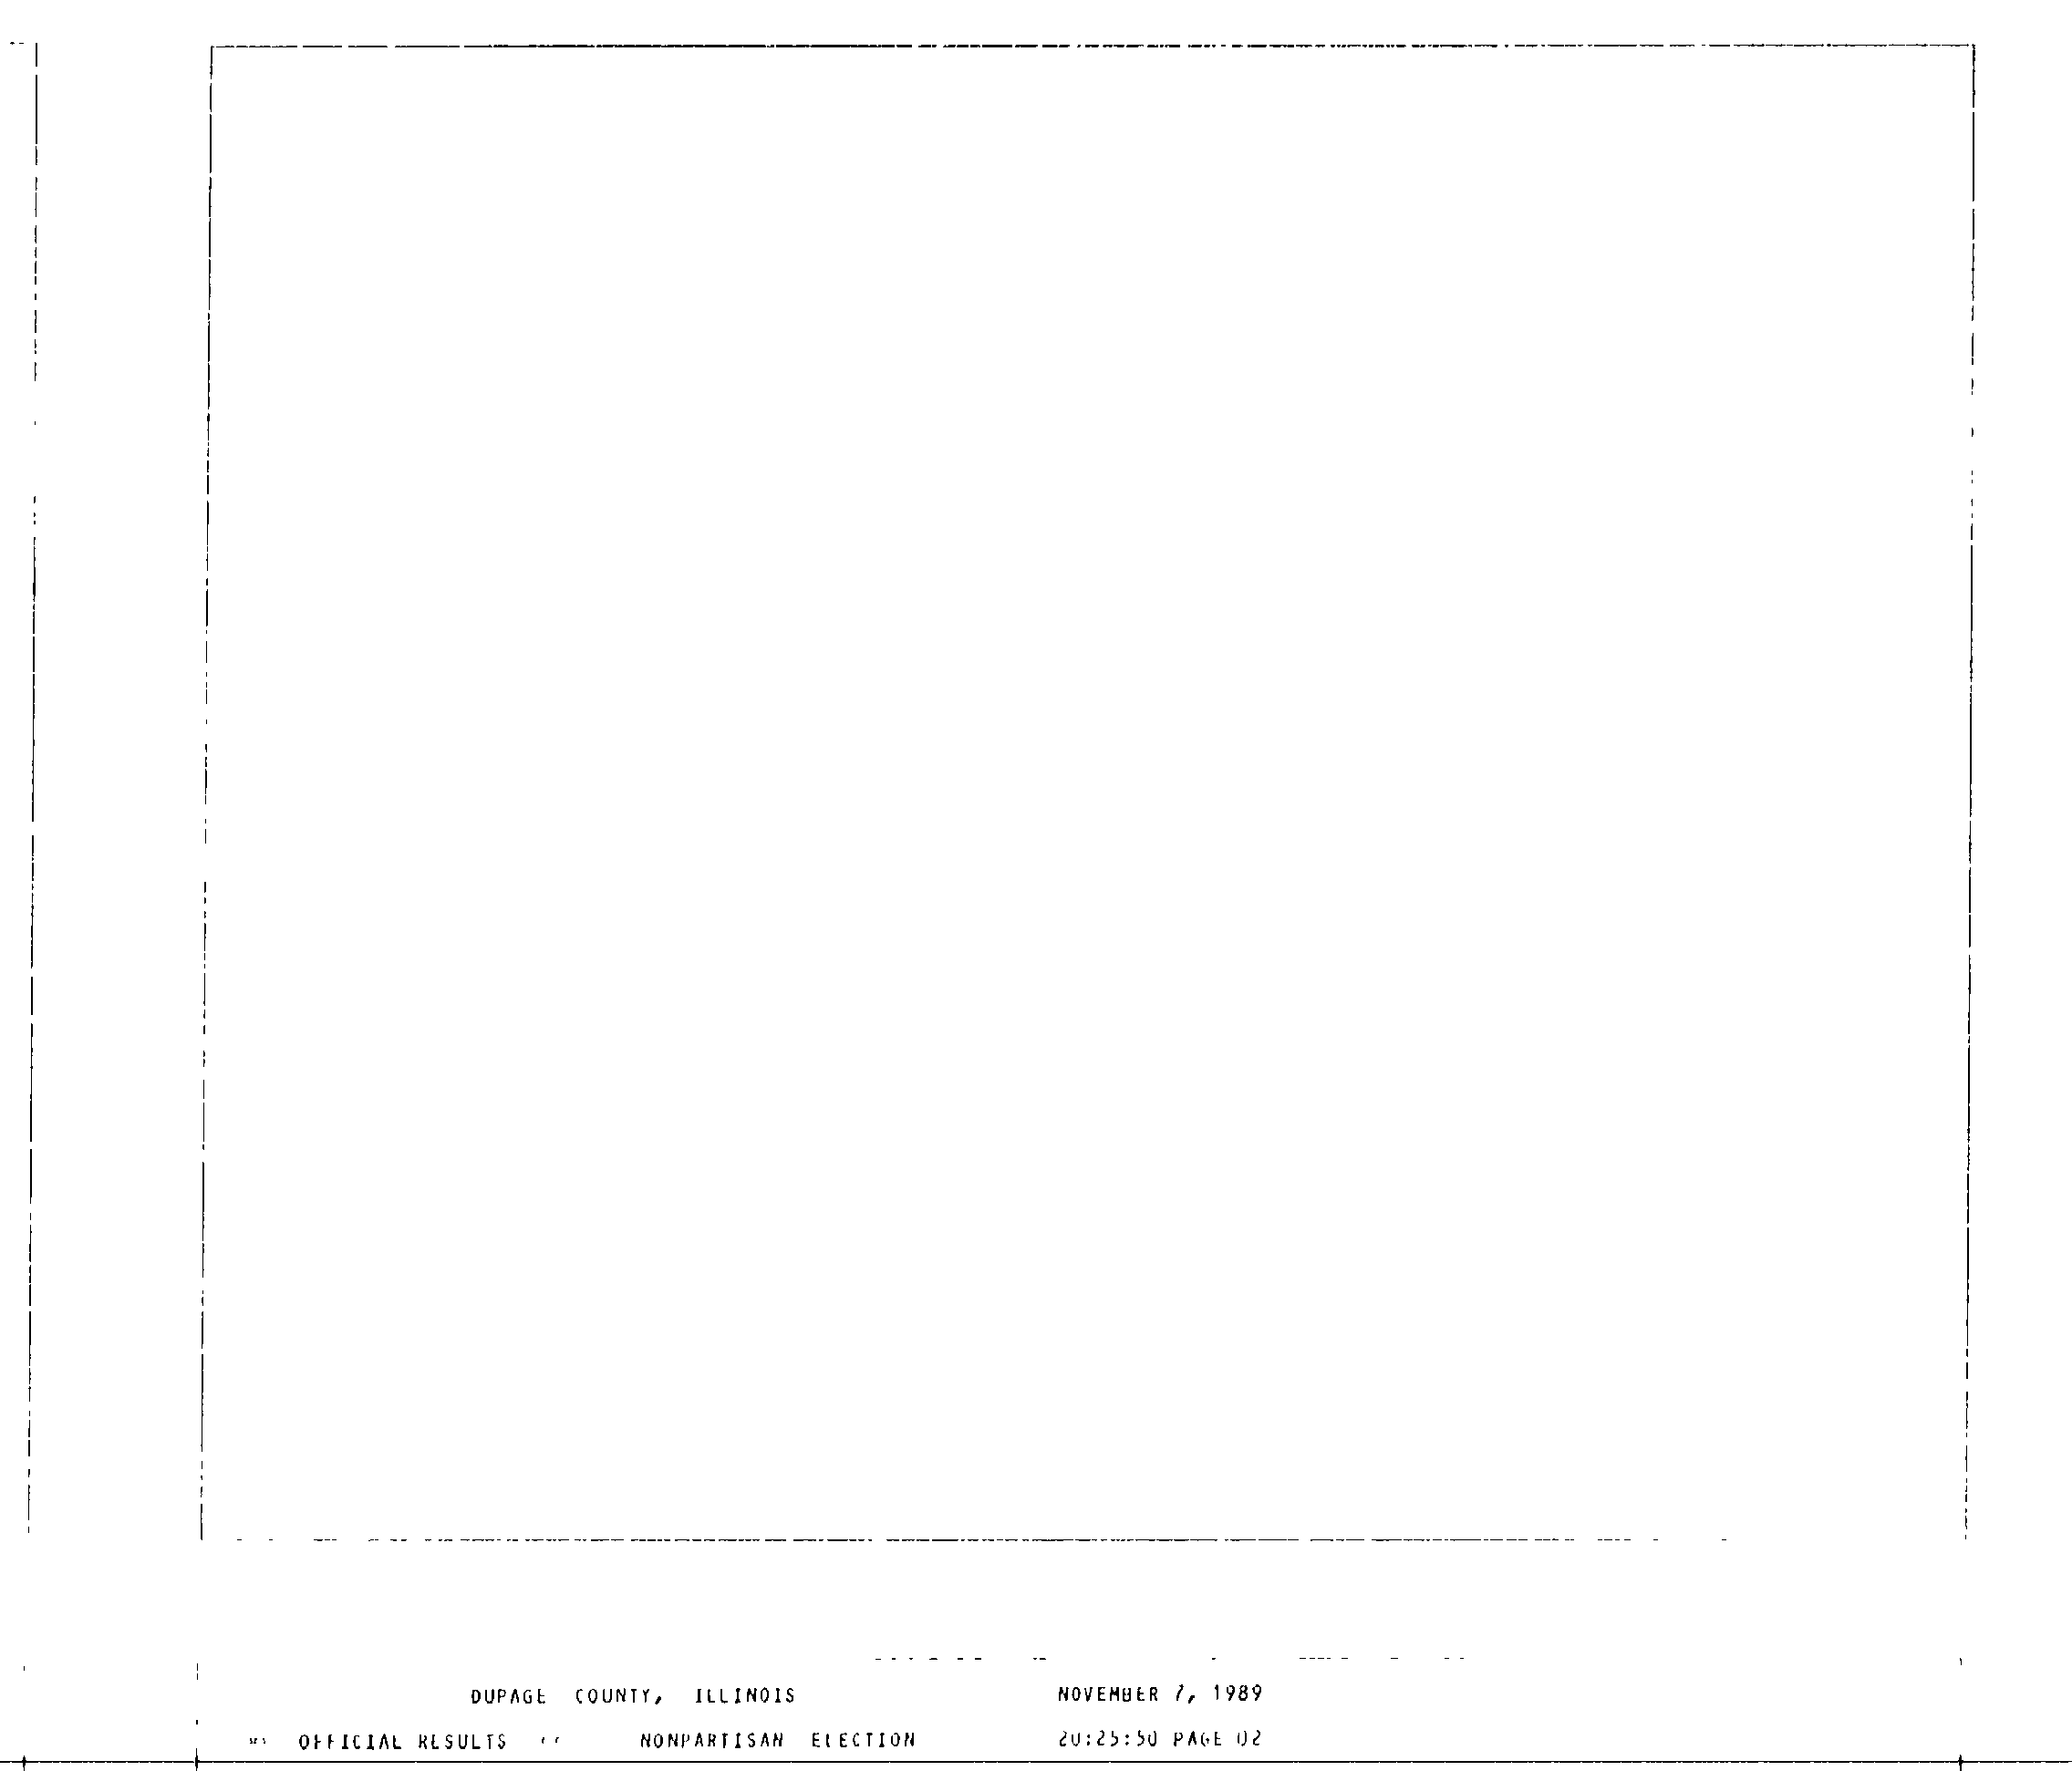 DUPAGE COUNTY, ILLINOIS NOVEMBER 7, 1989
OFFICIAL RESULTS NONPARTISAN ELECTION 20:25:50 PAGE 02